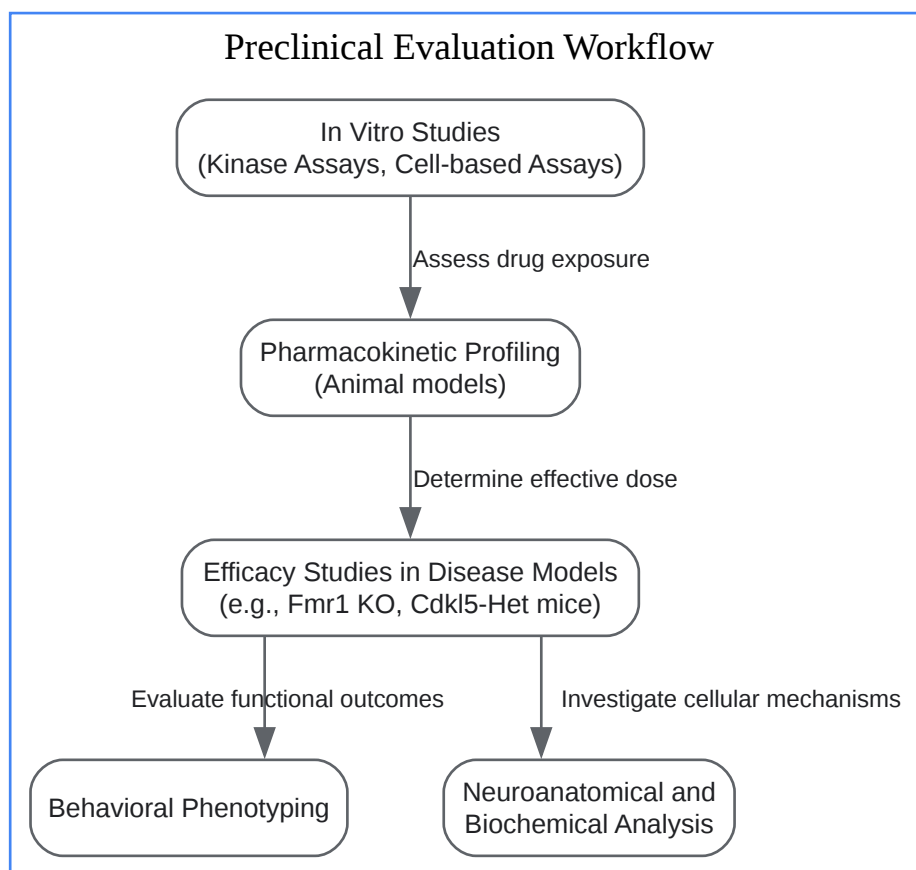 Preclinical Evaluation Workflow
In Vitro Studies
(Kinase Assays, Cell-based Assays)
Assess drug exposure
Pharmacokinetic Profiling
(Animal models)
Determine effective dose
Efficacy Studies in Disease Models
(e.g., Fmr1 KO, Cdkl5-Het mice)
Evaluate functional outcomes
Investigate cellular mechanisms
Behavioral Phenotyping
Neuroanatomical and
Biochemical Analysis